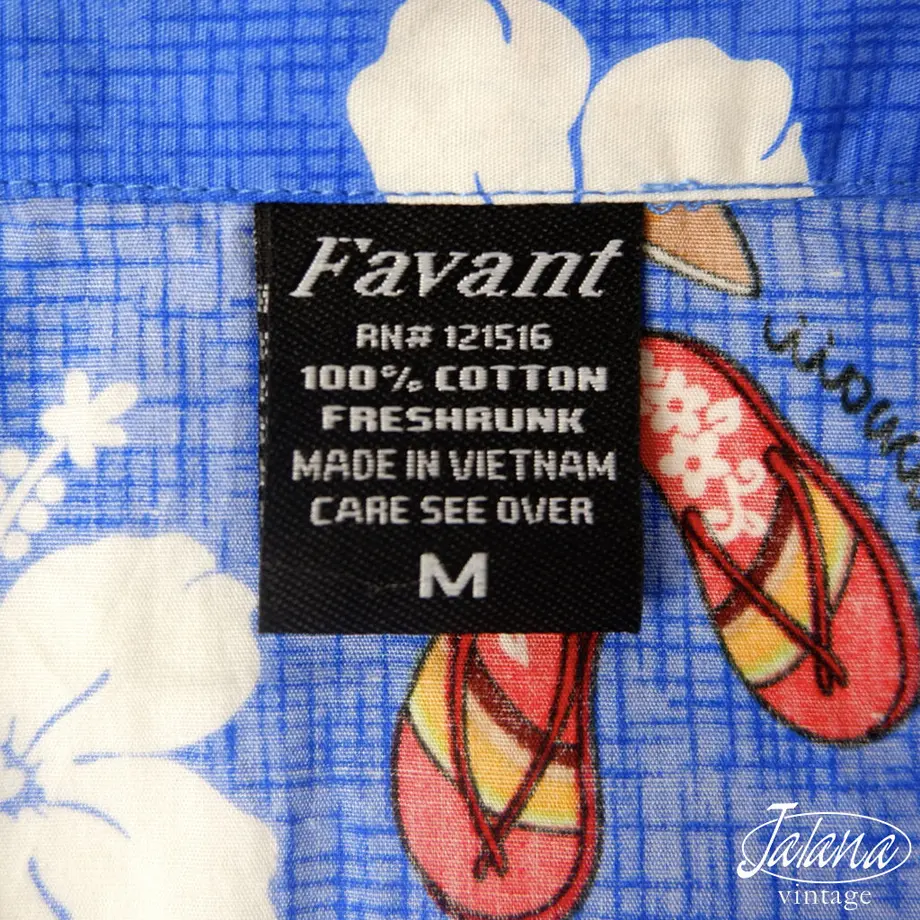 Favant
RN# 121516
100% COTTON
FRESHRUNK
MADE IN VIETNAM
CARE SEE OVER
M
Jalana
vintage